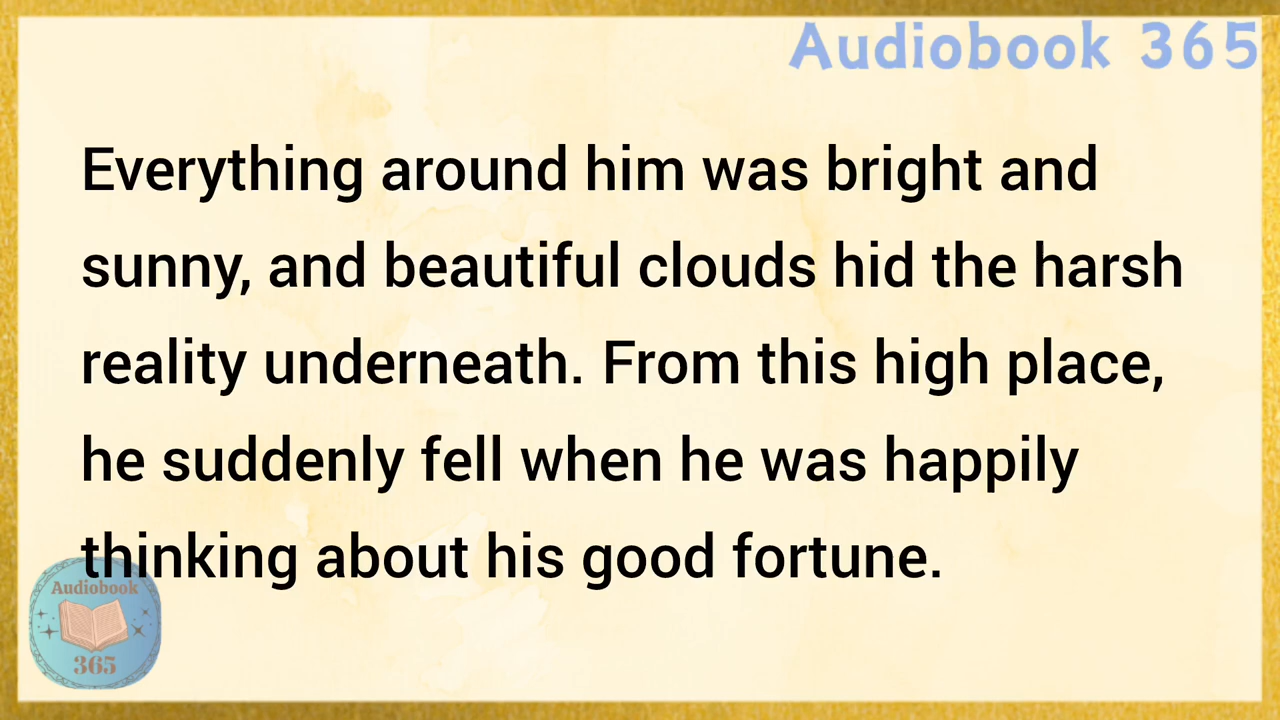 Audiobook 365
Everything around him was bright and
sunny, and beautiful clouds hid the harsh
reality underneath. From this high place,
he suddenly fell when he was happily
thinking about his good fortune.
Audiobook
365